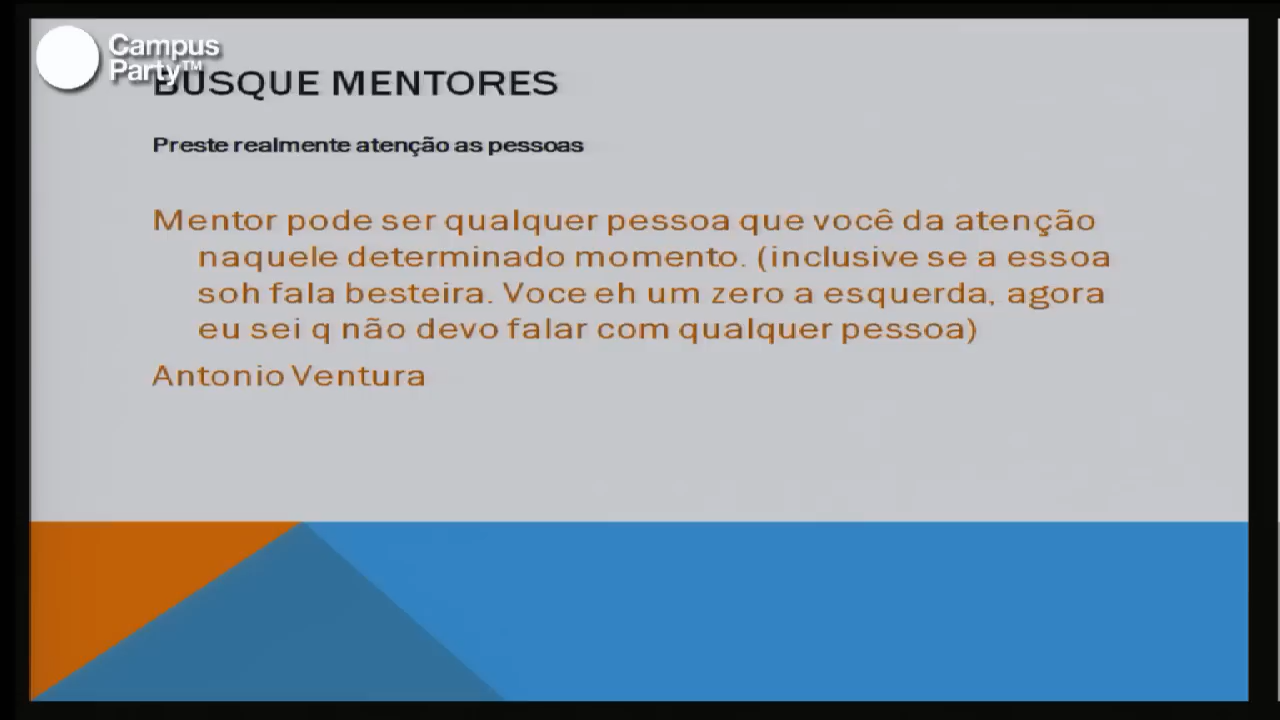 Campus
Party™
BUSQUE MENTORES
Preste realmente atenção as pessoas
Mentor pode ser qualquer pessoa que você da atenção
naquele determinado momento. (inclusive se a essoa
soh fala besteira. Voce eh um zero a esquerda, agora
eu sei q não devo falar com qualquer pessoa)
Antonio Ventura